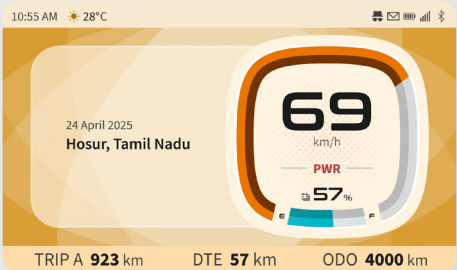 10:55 AM 28°C
24 April 2025
Hosur, Tamil Nadu
69
km/h
PWR
57%
E F
TRIP A 923 km DTE 57 km ODO 4000 km